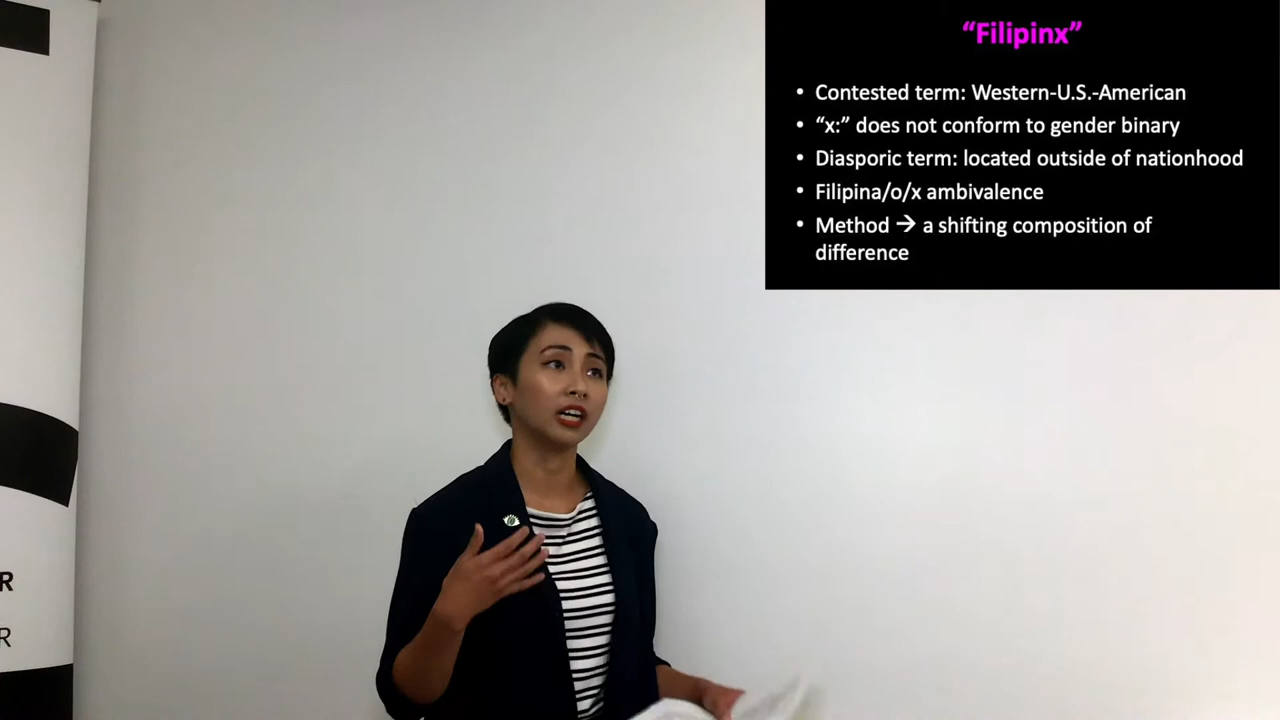 “Filipinx”
• Contested term: Western-U.S.-American
• “x:” does not conform to gender binary
• Diasporic term: located outside of nationhood
• Filipina/o/x ambivalence
• Method → a shifting composition of
difference
R
R